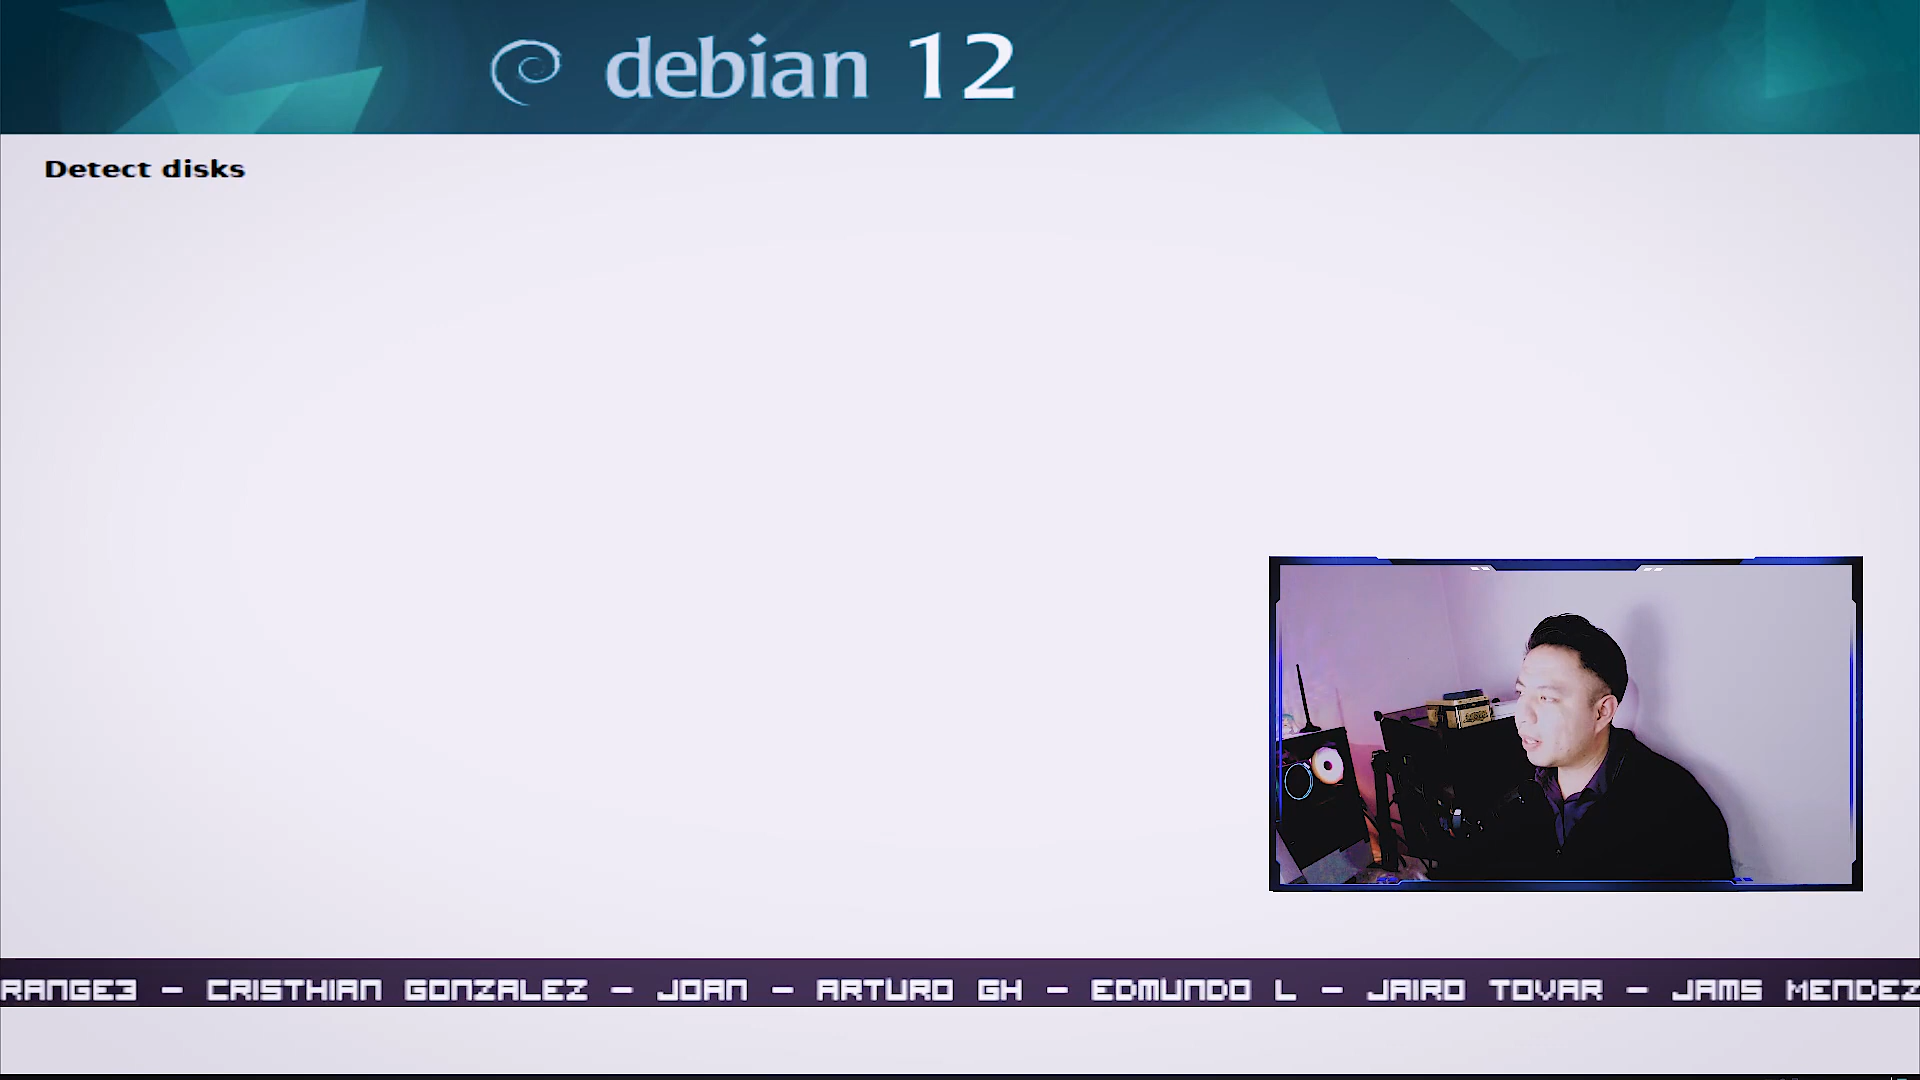 debian 12
Detect disks
RANGE3 - CRISTHIAN GONZALEZ - JOAN - ARTURO GH - EDMUNDO L - JAIRO TOVAR - JAMS MENDEZ